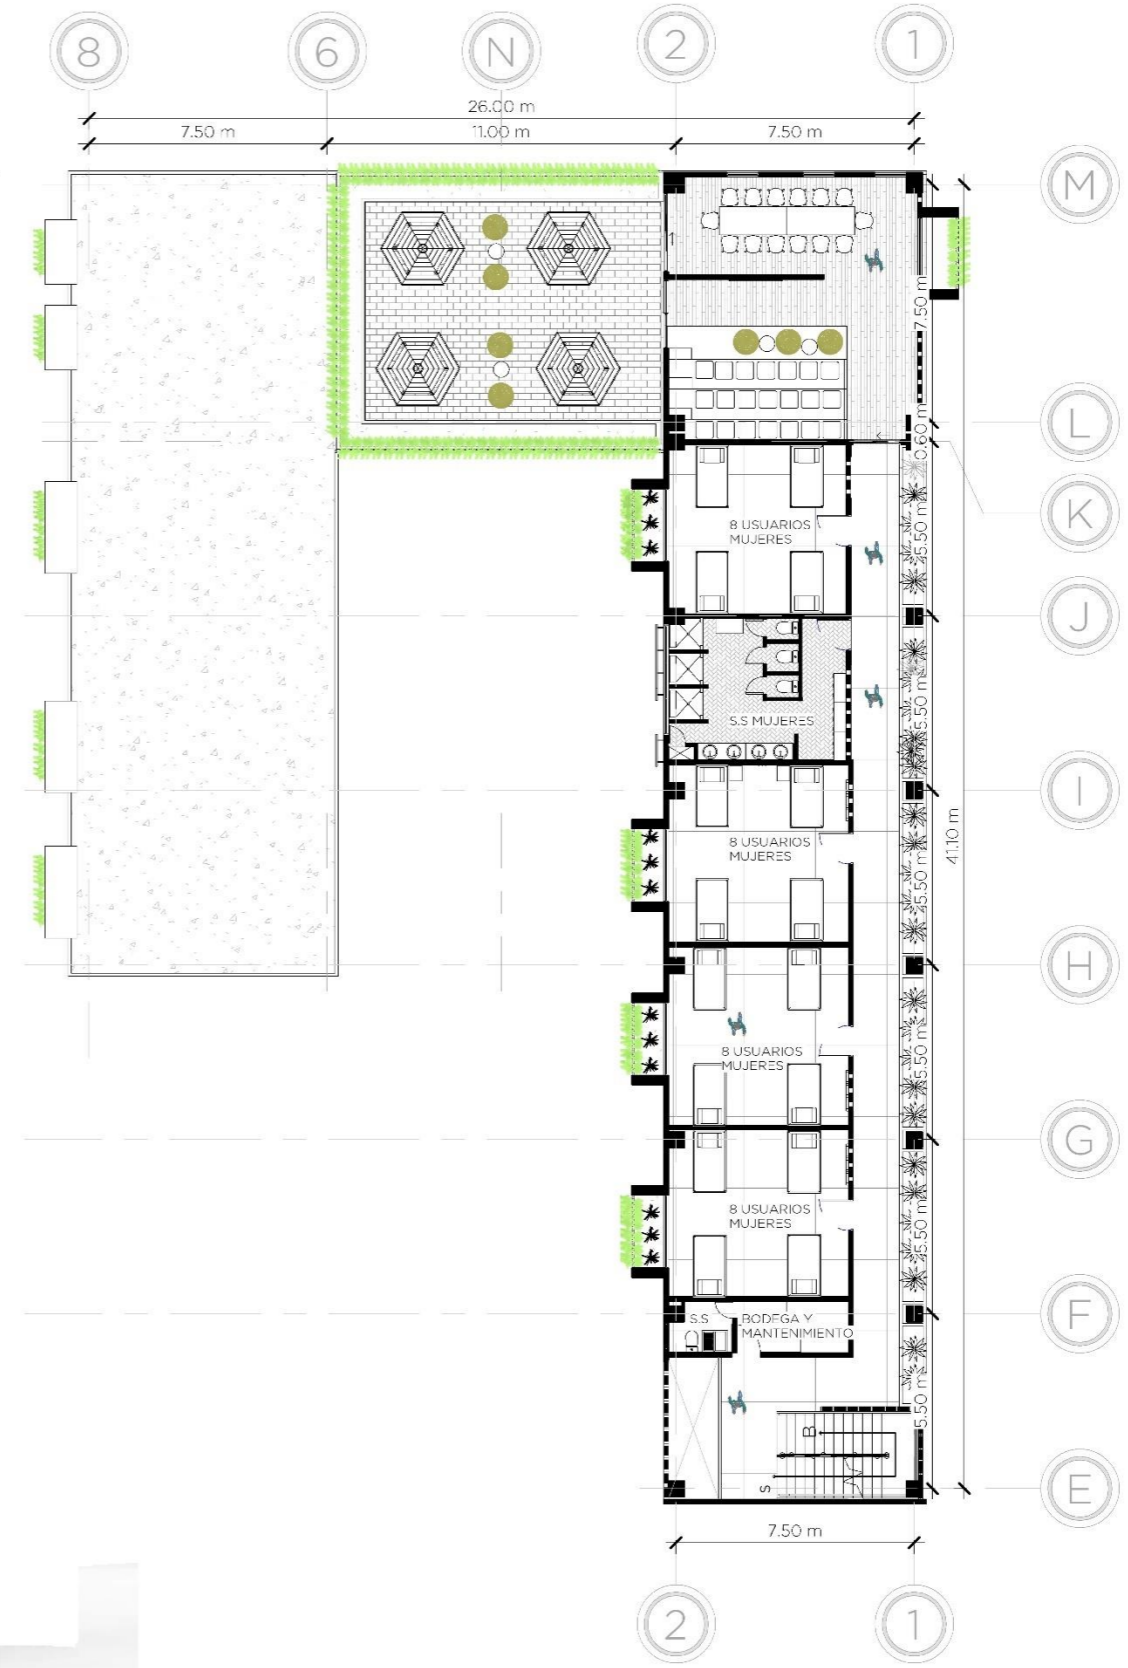 8
6
N
2
1
26.00 m
7.50 m
11.00 m
7.50 m
M
7.50 m
L
0.60 m
K
8 USUARIOS
MUJERES
5.50 m
J
S.S MUJERES
5.50 m
I
8 USUARIOS
MUJERES
5.50 m
41.10 m
H
8 USUARIOS
MUJERES
5.50 m
G
8 USUARIOS
MUJERES
5.50 m
F
S.S
BODEGA Y
MANTENIMIENTO
5.50 m
B
S
E
7.50 m
2
1